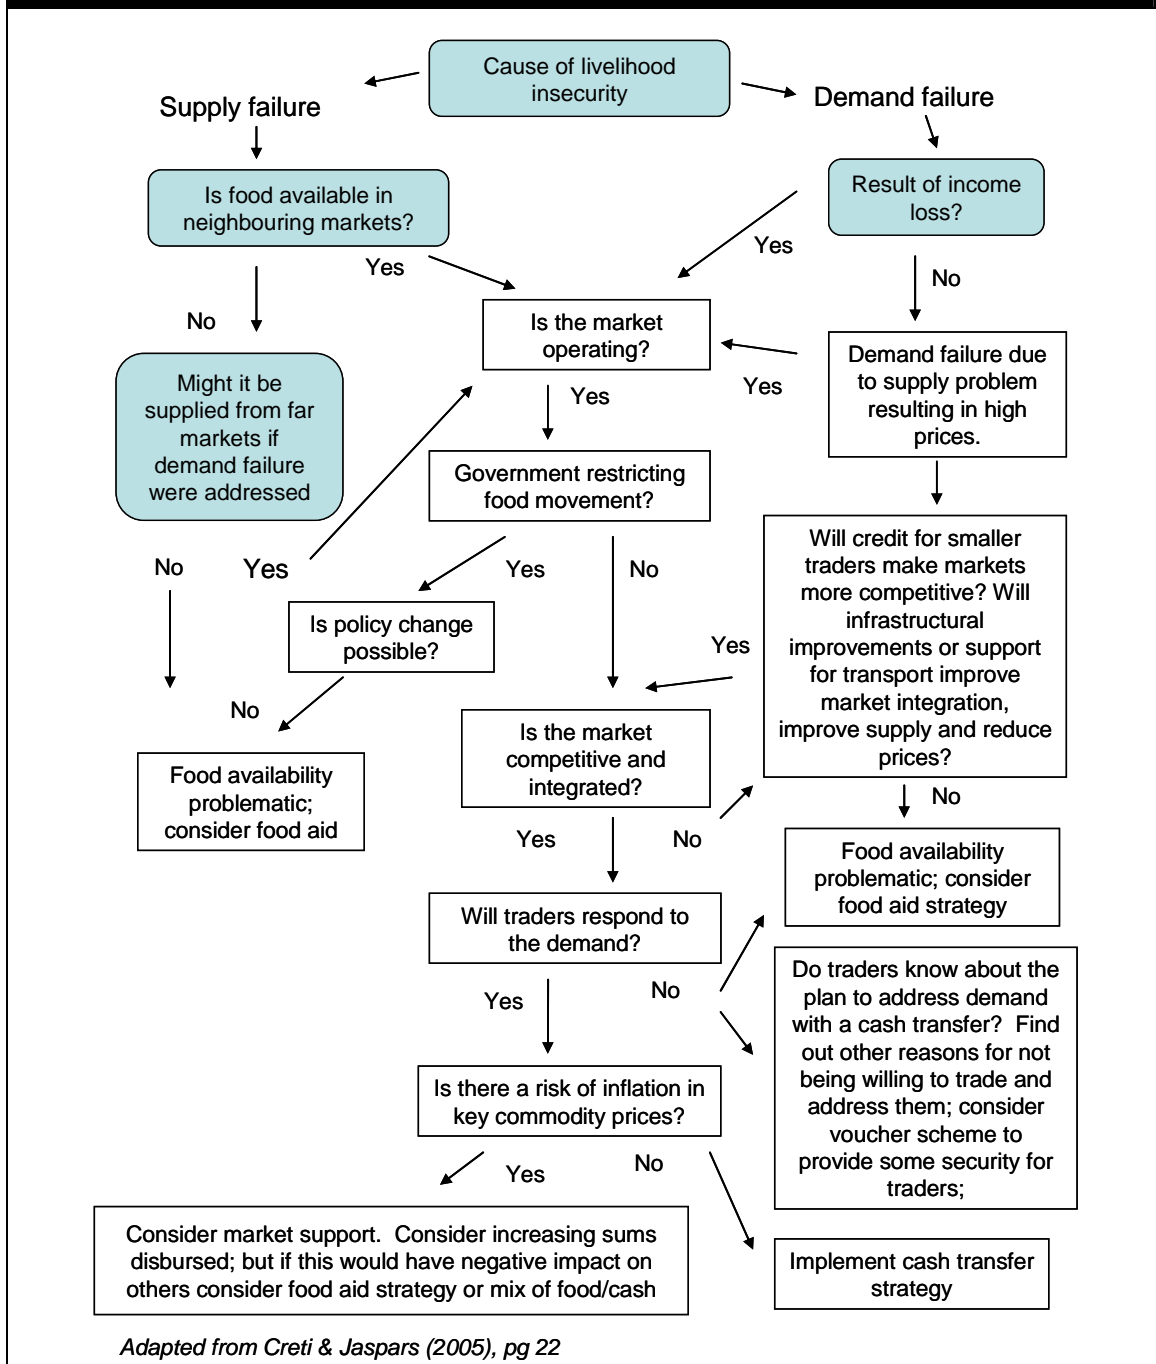 Cause of livelihood
insecurity
Supply failure
Demand failure
Is food available in
neighbouring markets?
Result of income
loss?
Yes
Yes
No
No
Is the market
operating?
Demand failure due
to supply problem
resulting in high
prices.
Yes
Might it be
supplied from far
markets if
demand failure
were addressed
Yes
Government restricting
food movement?
Will credit for smaller
traders make markets
more competitive? Will
infrastructural
improvements or support
for transport improve
market integration,
improve supply and reduce
prices?
No
Yes
Yes
No
Is policy change
possible?
Yes
No
Is the market
competitive and
integrated?
Food availability
problematic;
consider food aid
No
Yes
No
Food availability
problematic; consider
food aid strategy
Will traders respond to
the demand?
Yes
No
Do traders know about the
plan to address demand
with a cash transfer? Find
out other reasons for not
being willing to trade and
address them; consider
voucher scheme to
provide some security for
traders;
Is there a risk of inflation in
key commodity prices?
Yes
No
Consider market support. Consider increasing sums
disbursed; but if this would have negative impact on
others consider food aid strategy or mix of food/cash
Implement cash transfer
strategy
Adapted from Creti & Jaspars (2005), pg 22